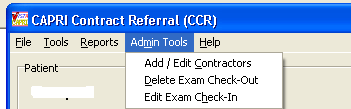 CAPRI Contract Referral (CCR)
File Tools Reports Admin Tools Help
Add / Edit Contractors
Patient
Delete Exam Check-Out
Edit Exam Check-In